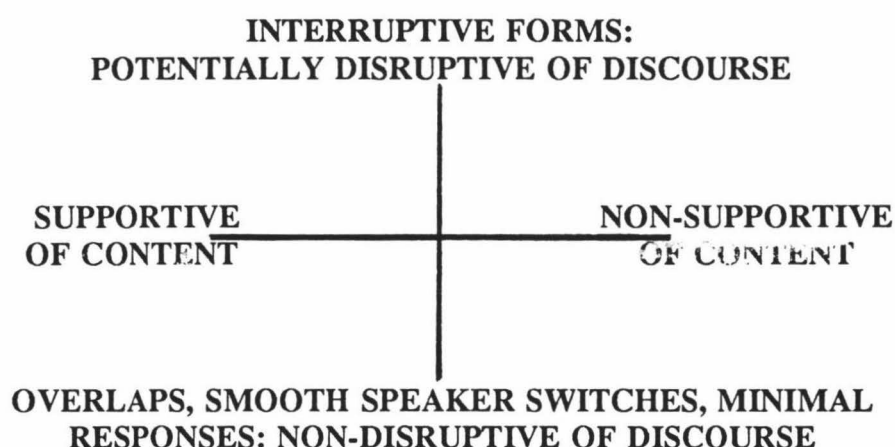 INTERRUPTIVE FORMS:
POTENTIALLY DISRUPTIVE OF DISCOURSE
SUPPORTIVE
OF CONTENT
NON-SUPPORTIVE
OF CONTENT
OVERLAPS, SMOOTH SPEAKER SWITCHES, MINIMAL
RESPONSES: NON-DISRUPTIVE OF DISCOURSE